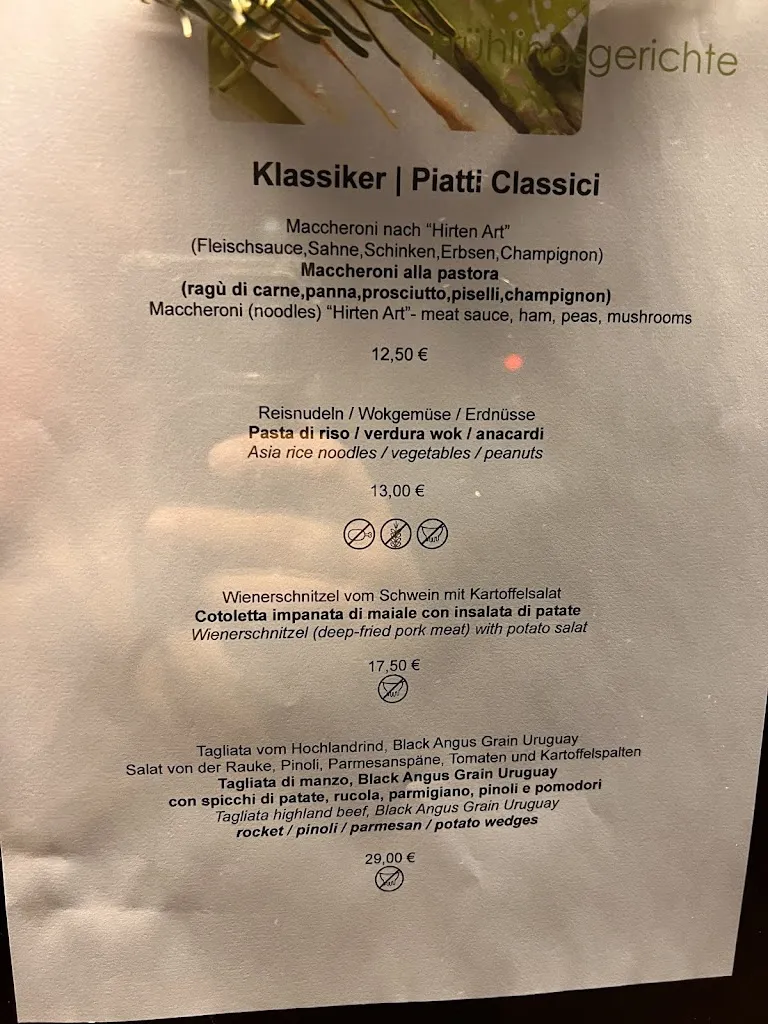 Frühlingsgerichte
Klassiker | Piatti Classici
Maccheroni nach “Hirten Art”
(Fleischsauce,Sahne,Schinken,Erbsen,Champignon)
Maccheroni alla pastora
(ragù di carne,panna,prosciutto,piselli,champignon)
Maccheroni (noodles) “Hirten Art”- meat sauce, ham, peas, mushrooms
12,50 €
Reisnudeln / Wokgemüse / Erdnüsse
Pasta di riso / verdura wok / anacardi
Asia rice noodles / vegetables / peanuts
13,00 €
Wienerschnitzel vom Schwein mit Kartoffelsalat
Cotoletta impanata di maiale con insalata di patate
Wienerschnitzel (deep-fried pork meat) with potato salat
17,50 €
Tagliata vom Hochlandrind, Black Angus Grain Uruguay
Salat von der Rauke, Pinoli, Parmesanspäne, Tomaten und Kartoffelspalten
Tagliata di manzo, Black Angus Grain Uruguay
con spicchi di patate, rucola, parmigiano, pinoli e pomodori
Tagliata highland beef, Black Angus Grain Uruguay
rocket / pinoli / parmesan / potato wedges
29,00 €